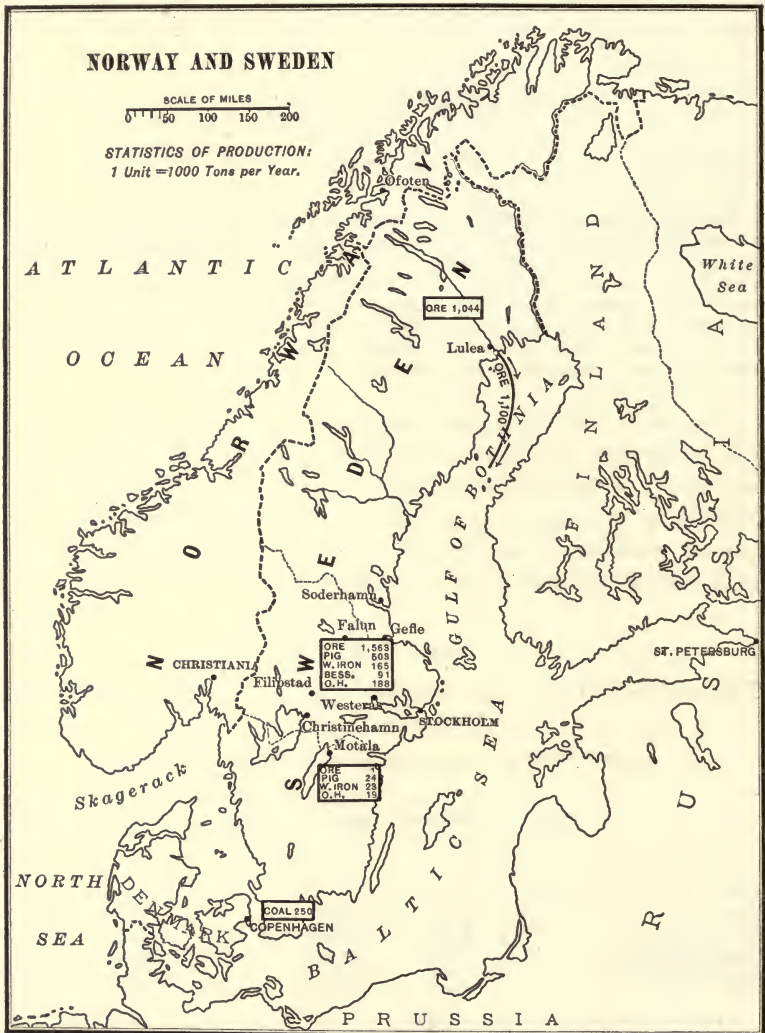 NORWAY AND SWEDEN
SCALE OF MILES
0 50 100 150 200
STATISTICS OF PRODUCTION:
1 Unit = 1000 Tons per Year.
ATLANTIC
OCEAN
NORWAY
SWEDEN
FINLAND
RUSSIA
White
Sea
Ofoten
ORE 1,044
Lulea
ORE 1,100
GULF OF BOTHNIA
Soderhamn
Falun
Gefle
ORE 1,563
PIG 503
W. IRON 165
BESS. 91
O.H. 188
ST. PETERSBURG
CHRISTIANIA
Filipstad
Westeras
STOCKHOLM
Christinehamn
Motala
ORE 1
PIG 24
W. IRON 23
O.H. 19
Skagerack
NORTH
SEA
DENMARK
COAL 250
COPENHAGEN
BALTIC SEA
PRUSSIA